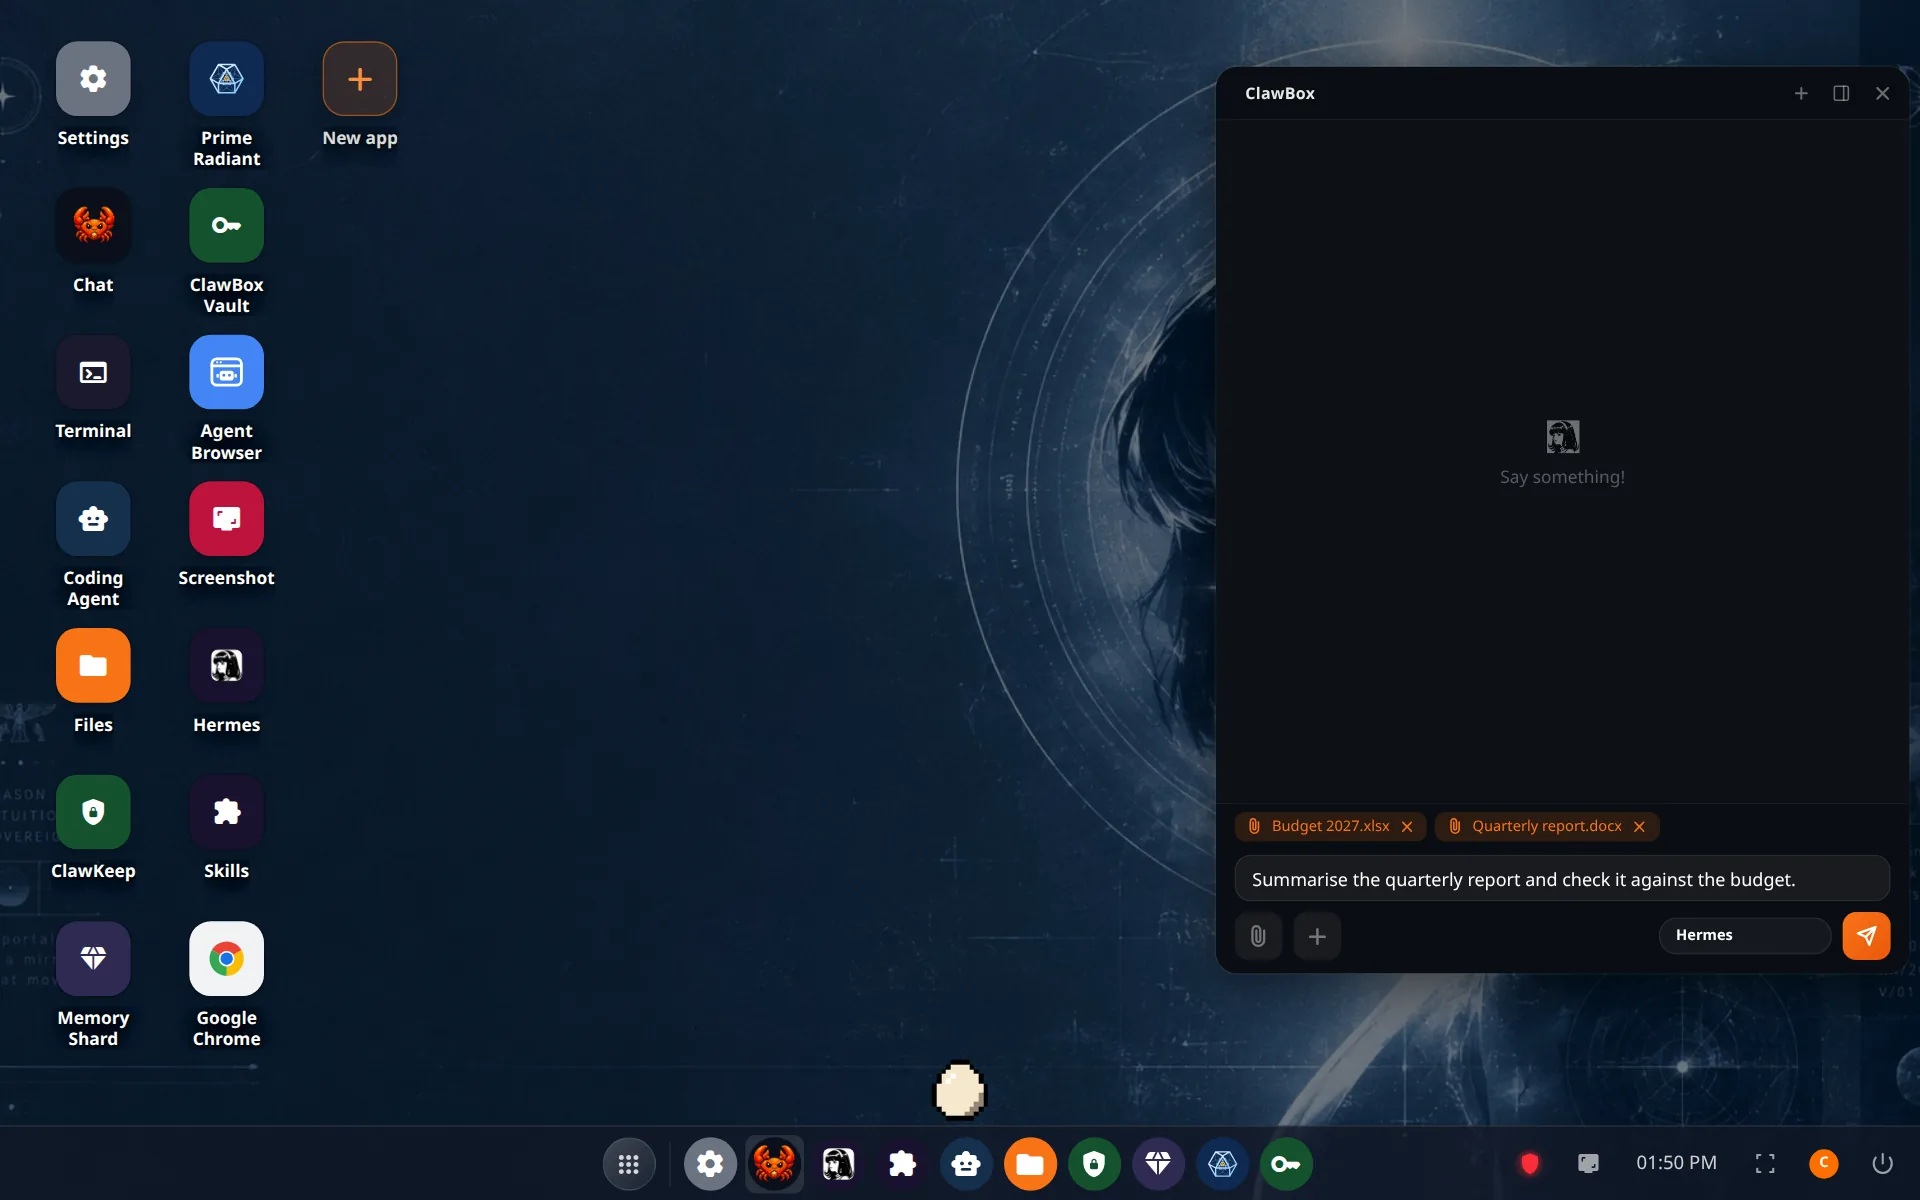 Settings
Prime
Radiant
New app
Chat
ClawBox
Vault
Terminal
Agent
Browser
Coding
Agent
Screenshot
Files
Hermes
ClawKeep
Skills
Memory
Shard
Google
Chrome
ClawBox
Say something!
Budget 2027.xlsx
Quarterly report.docx
Summarise the quarterly report and check it against the budget.
Hermes
01:50 PM
C
ASON
V/01